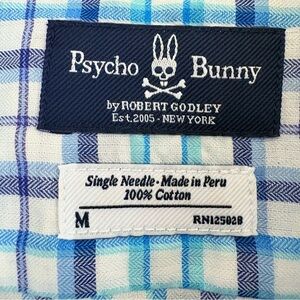 Psycho Bunny
by ROBERT GODLEY
Est. 2005 - NEW YORK
Single Needle · Made in Peru
100% Cotton
M RN125028